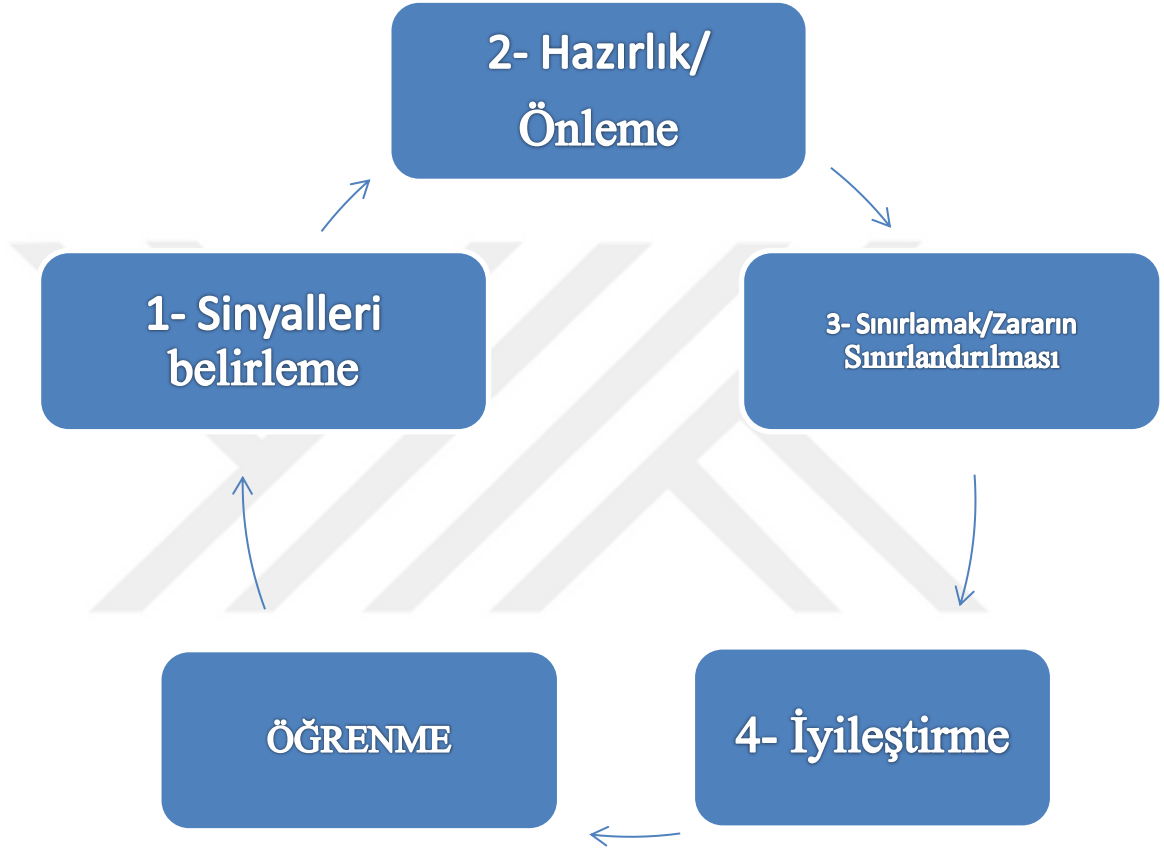 2- Hazırlık/
Önleme
1- Sinyalleri
belirleme
3- Sınırlamak/Zararın
Sınırlandırılması
ÖĞRENME
4- İyileştirme